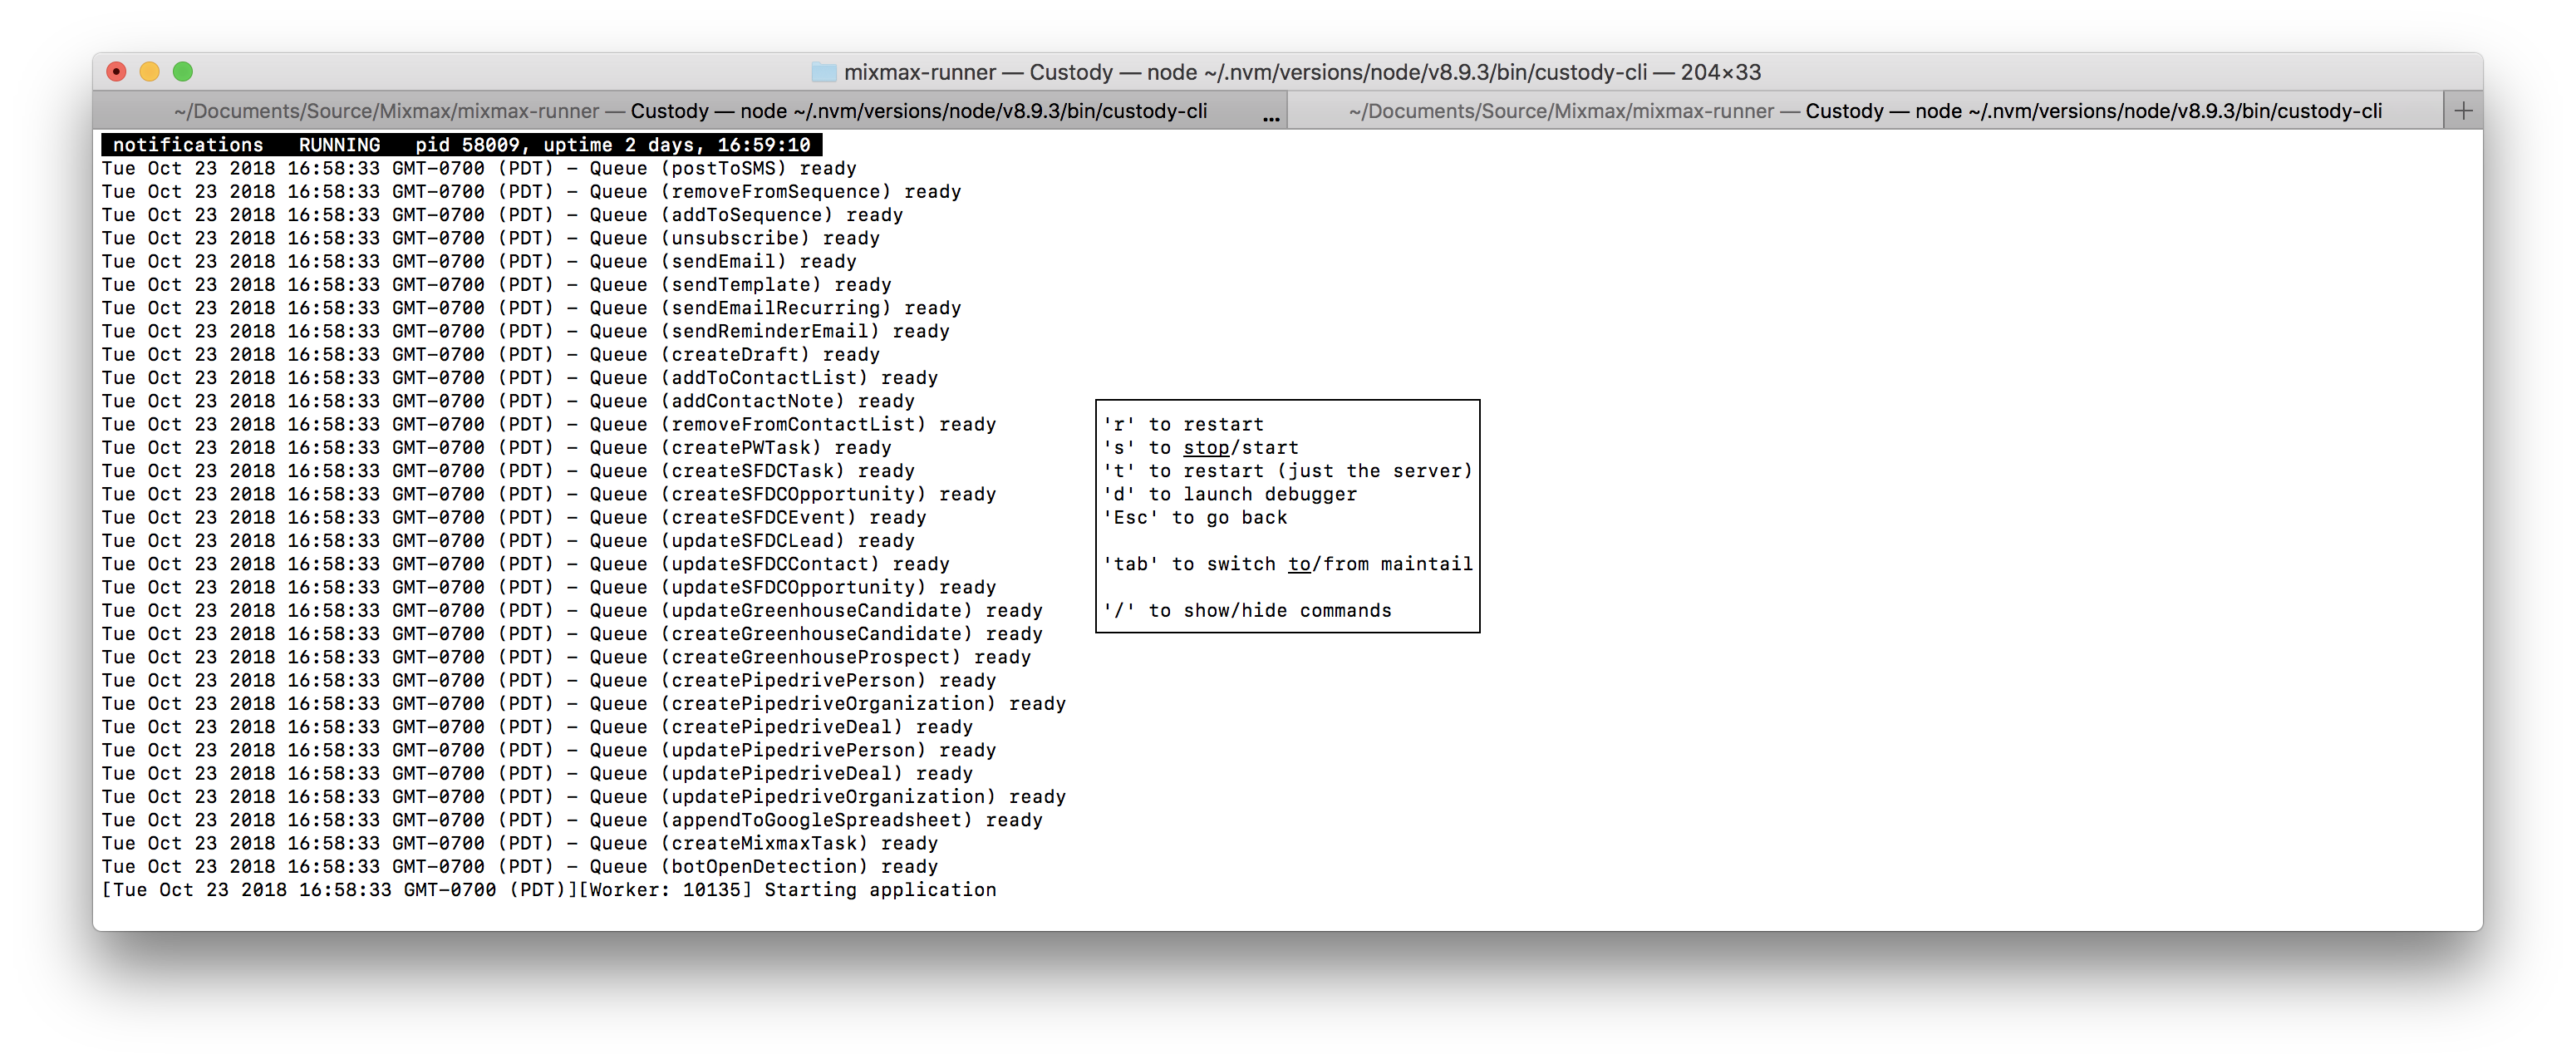 mixmax-runner — Custody — node ~/.nvm/versions/node/v8.9.3/bin/custody-cli — 204×33
~/Documents/Source/Mixmax/mixmax-runner — Custody — node ~/.nvm/versions/node/v8.9.3/bin/custody-cli ...
~/Documents/Source/Mixmax/mixmax-runner — Custody — node ~/.nvm/versions/node/v8.9.3/bin/custody-cli +
notifications   RUNNING   pid 58009, uptime 2 days, 16:59:10
Tue Oct 23 2018 16:58:33 GMT-0700 (PDT) - Queue (postToSMS) ready
Tue Oct 23 2018 16:58:33 GMT-0700 (PDT) - Queue (removeFromSequence) ready
Tue Oct 23 2018 16:58:33 GMT-0700 (PDT) - Queue (addToSequence) ready
Tue Oct 23 2018 16:58:33 GMT-0700 (PDT) - Queue (unsubscribe) ready
Tue Oct 23 2018 16:58:33 GMT-0700 (PDT) - Queue (sendEmail) ready
Tue Oct 23 2018 16:58:33 GMT-0700 (PDT) - Queue (sendTemplate) ready
Tue Oct 23 2018 16:58:33 GMT-0700 (PDT) - Queue (sendEmailRecurring) ready
Tue Oct 23 2018 16:58:33 GMT-0700 (PDT) - Queue (sendReminderEmail) ready
Tue Oct 23 2018 16:58:33 GMT-0700 (PDT) - Queue (createDraft) ready
Tue Oct 23 2018 16:58:33 GMT-0700 (PDT) - Queue (addToContactList) ready
Tue Oct 23 2018 16:58:33 GMT-0700 (PDT) - Queue (addContactNote) ready
Tue Oct 23 2018 16:58:33 GMT-0700 (PDT) - Queue (removeFromContactList) ready
Tue Oct 23 2018 16:58:33 GMT-0700 (PDT) - Queue (createPWTask) ready
Tue Oct 23 2018 16:58:33 GMT-0700 (PDT) - Queue (createSFDCTask) ready
Tue Oct 23 2018 16:58:33 GMT-0700 (PDT) - Queue (createSFDCOpportunity) ready
Tue Oct 23 2018 16:58:33 GMT-0700 (PDT) - Queue (createSFDCEvent) ready
Tue Oct 23 2018 16:58:33 GMT-0700 (PDT) - Queue (updateSFDCLead) ready
Tue Oct 23 2018 16:58:33 GMT-0700 (PDT) - Queue (updateSFDCContact) ready
Tue Oct 23 2018 16:58:33 GMT-0700 (PDT) - Queue (updateSFDCOpportunity) ready
Tue Oct 23 2018 16:58:33 GMT-0700 (PDT) - Queue (updateGreenhouseCandidate) ready
Tue Oct 23 2018 16:58:33 GMT-0700 (PDT) - Queue (createGreenhouseCandidate) ready
Tue Oct 23 2018 16:58:33 GMT-0700 (PDT) - Queue (createGreenhouseProspect) ready
Tue Oct 23 2018 16:58:33 GMT-0700 (PDT) - Queue (createPipedrivePerson) ready
Tue Oct 23 2018 16:58:33 GMT-0700 (PDT) - Queue (createPipedriveOrganization) ready
Tue Oct 23 2018 16:58:33 GMT-0700 (PDT) - Queue (createPipedriveDeal) ready
Tue Oct 23 2018 16:58:33 GMT-0700 (PDT) - Queue (updatePipedrivePerson) ready
Tue Oct 23 2018 16:58:33 GMT-0700 (PDT) - Queue (updatePipedriveDeal) ready
Tue Oct 23 2018 16:58:33 GMT-0700 (PDT) - Queue (updatePipedriveOrganization) ready
Tue Oct 23 2018 16:58:33 GMT-0700 (PDT) - Queue (appendToGoogleSpreadsheet) ready
Tue Oct 23 2018 16:58:33 GMT-0700 (PDT) - Queue (createMixmaxTask) ready
Tue Oct 23 2018 16:58:33 GMT-0700 (PDT) - Queue (botOpenDetection) ready
[Tue Oct 23 2018 16:58:33 GMT-0700 (PDT)][Worker: 10135] Starting application
'r' to restart
's' to stop/start
't' to restart (just the server)
'd' to launch debugger
'Esc' to go back
'tab' to switch to/from maintail
'/' to show/hide commands